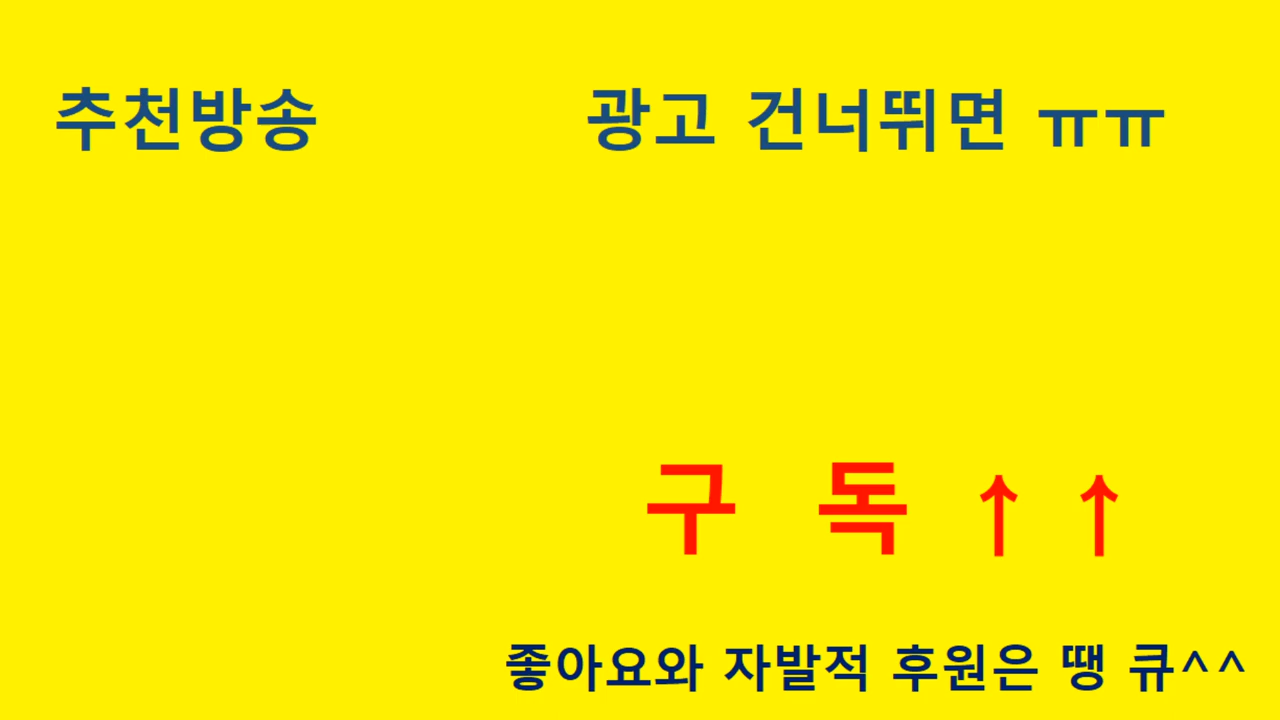 추천방송
광고 건너뛰면 ㅠㅠ
구 독 ↑ ↑
좋아요와 자발적 후원은 땡 큐^^